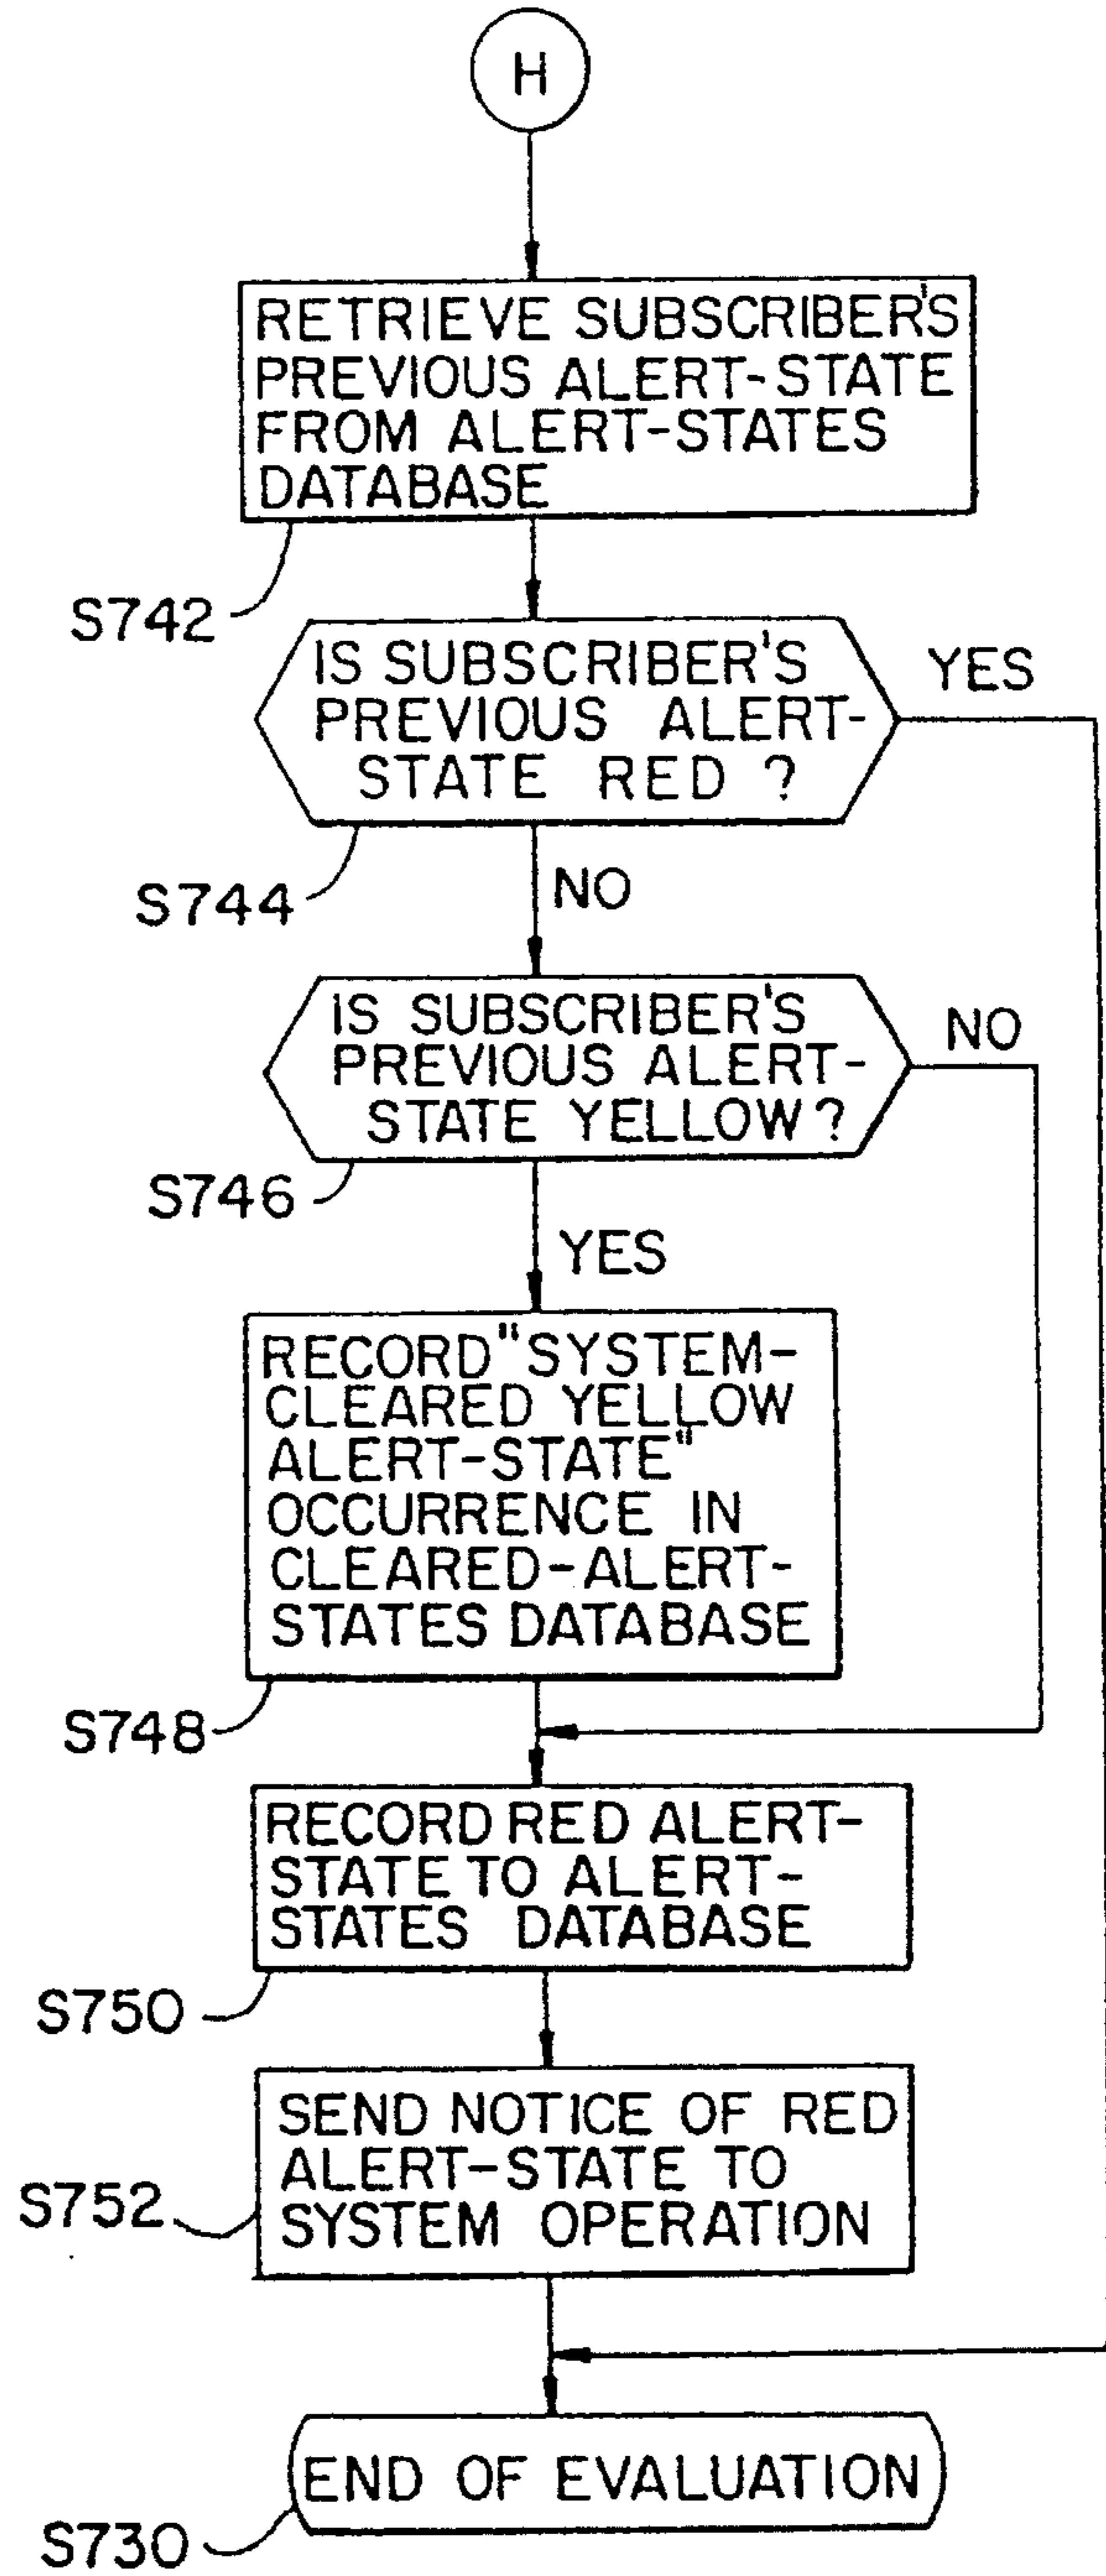 H
RETRIEVE SUBSCRIBER'S
PREVIOUS ALERT-STATE
FROM ALERT-STATES
DATABASE
S742
IS SUBSCRIBER'S
PREVIOUS ALERT-
STATE RED ?
YES
S744
NO
IS SUBSCRIBER'S
PREVIOUS ALERT-
STATE YELLOW ?
NO
S746
YES
RECORD "SYSTEM-
CLEARED YELLOW
ALERT-STATE"
OCCURRENCE IN
CLEARED-ALERT-
STATES DATABASE
S748
RECORD RED ALERT-
STATE TO ALERT-
STATES DATABASE
S750
SEND NOTICE OF RED
ALERT-STATE TO
SYSTEM OPERATION
S752
END OF EVALUATION
S730